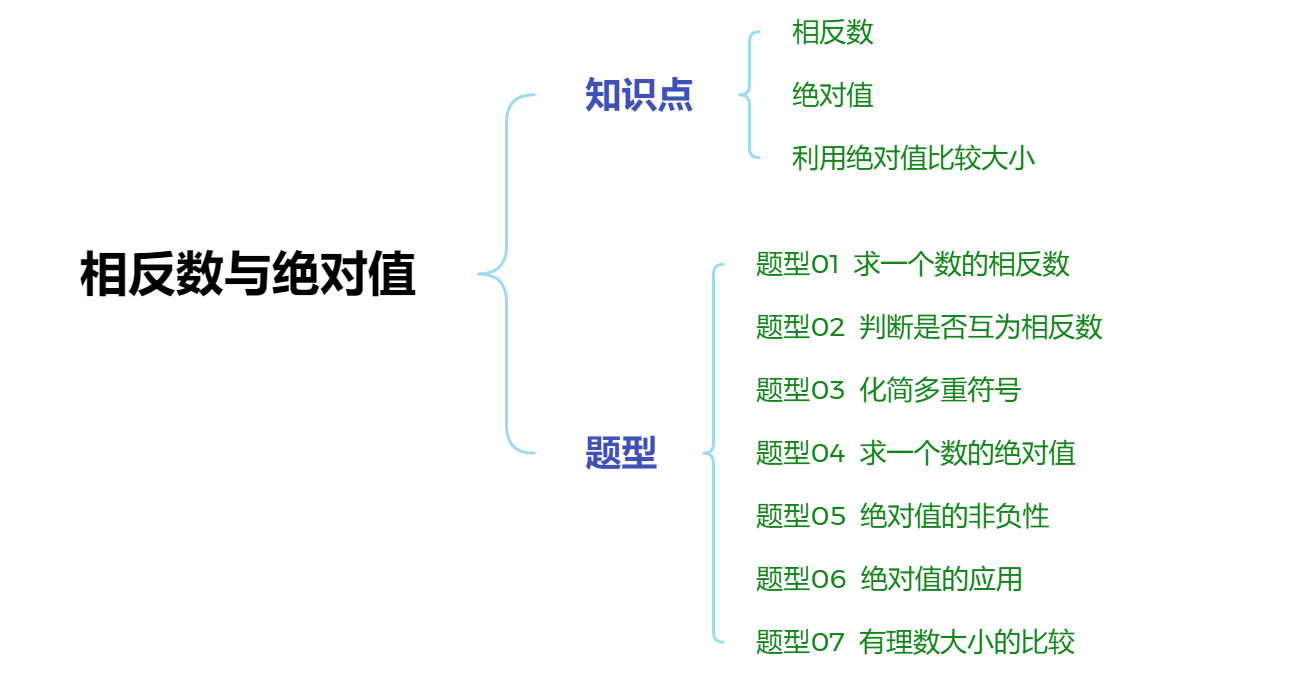 相反数与绝对值
知识点
相反数
绝对值
利用绝对值比较大小
题型
题型01 求一个数的相反数
题型02 判断是否互为相反数
题型03 化简多重符号
题型04 求一个数的绝对值
题型05 绝对值的非负性
题型06 绝对值的应用
题型07 有理数大小的比较